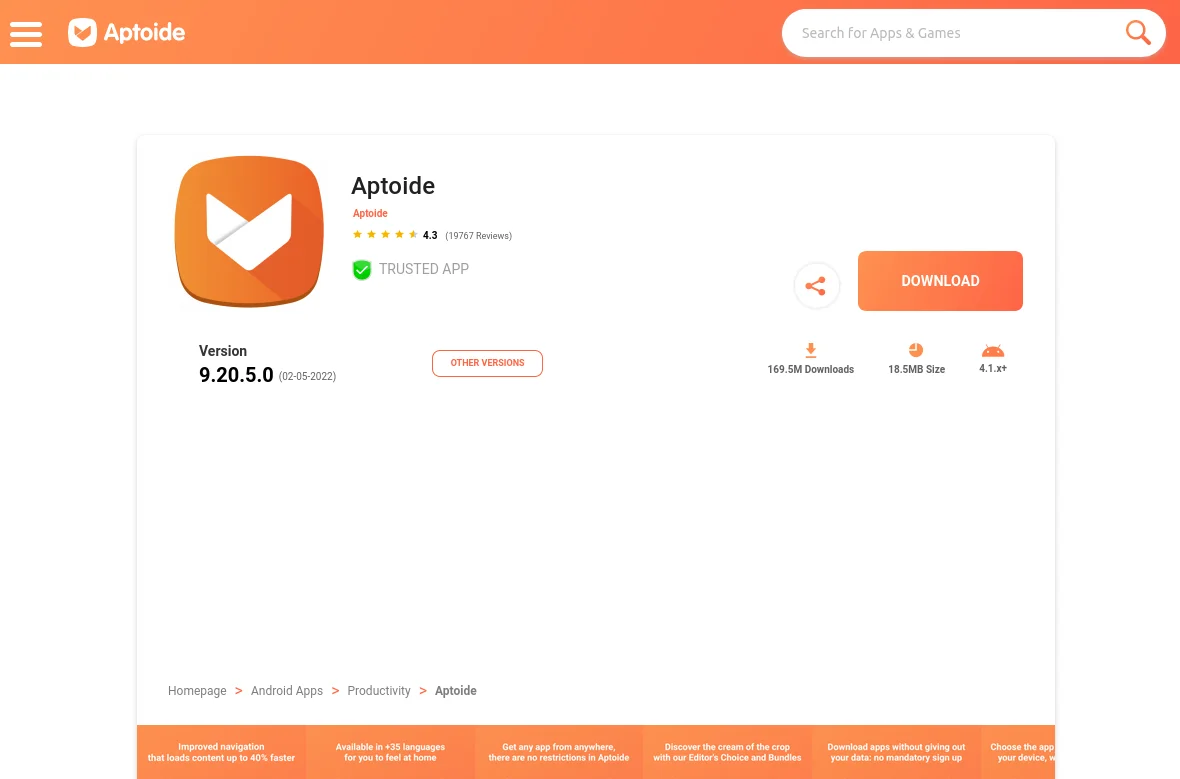 Aptoide
Search for Apps & Games
Aptoide
Aptoide
4.3 (19767 Reviews)
TRUSTED APP
DOWNLOAD
Version
9.20.5.0 (02-05-2022)
OTHER VERSIONS
169.5M Downloads
18.5MB Size
4.1.x+
Homepage > Android Apps > Productivity > Aptoide
Improved navigation
that loads content up to 40% faster
Available in +35 languages
for you to feel at home
Get any app from anywhere,
there are no restrictions in Aptoide
Discover the cream of the crop
with our Editor's Choice and Bundles
Download apps without giving out
your data: no mandatory sign up
Choose the app
your device, w